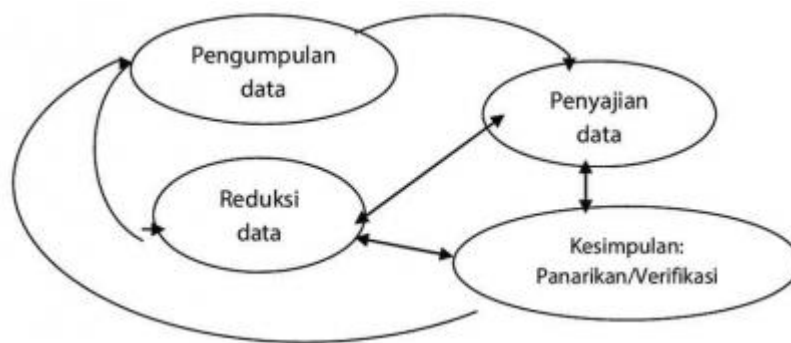 Pengumpulan
data
Penyajian
data
Reduksi
data
Kesimpulan:
Panarikan/Verifikasi